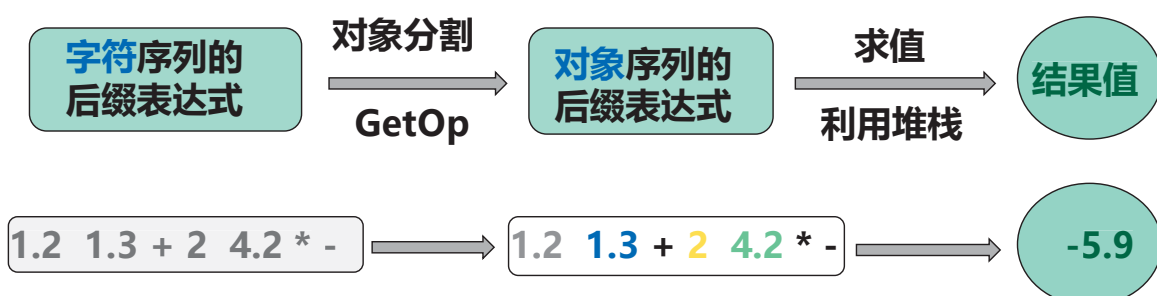 字符序列的
后缀表达式
对象分割
GetOp
对象序列的
后缀表达式
求值
利用堆栈
结果值
1.2 1.3 + 2 4.2 * -
1.2 1.3 + 2 4.2 * -
-5.9